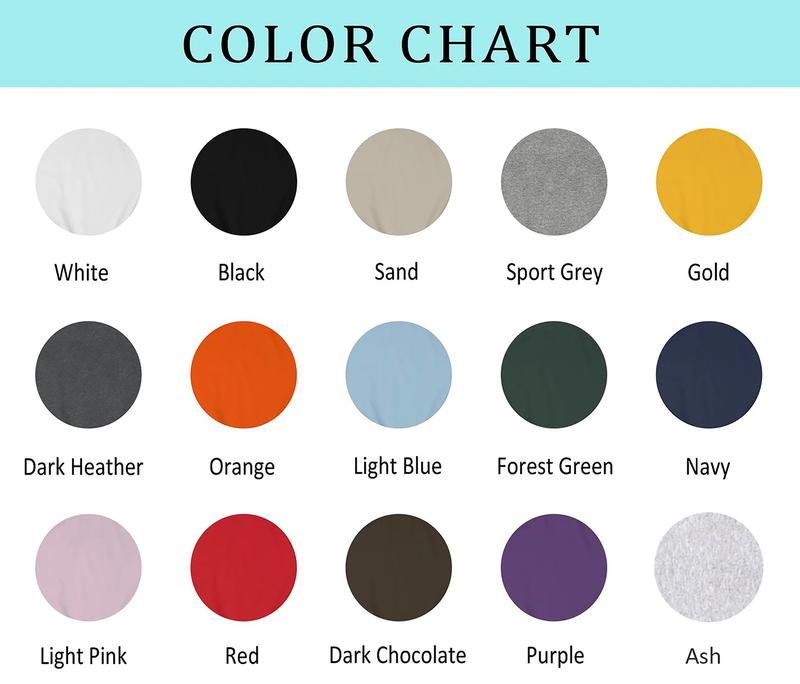 COLOR CHART
White
Black
Sand
Sport Grey
Gold
Dark Heather
Orange
Light Blue
Forest Green
Navy
Light Pink
Red
Dark Chocolate
Purple
Ash